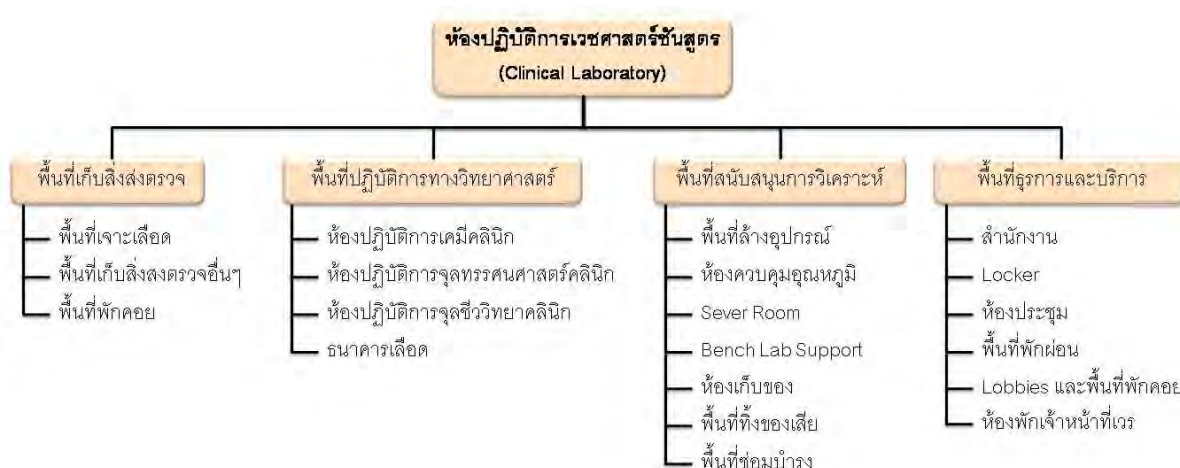 ห้องปฏิบัติการเวชศาสตร์ชันสูตร
(Clinical Laboratory)
พื้นที่เก็บสิ่งส่งตรวจ
พื้นที่เจาะเลือด
พื้นที่เก็บสิ่งส่งตรวจอื่นๆ
พื้นที่พักคอย
พื้นที่ปฏิบัติการทางวิทยาศาสตร์
ห้องปฏิบัติการเคมีคลินิก
ห้องปฏิบัติการจุลทรรศนศาสตร์คลินิก
ห้องปฏิบัติการจุลชีววิทยาคลินิก
ธนาคารเลือด
พื้นที่สนับสนุนการวิเคราะห์
พื้นที่ล้างอุปกรณ์
ห้องควบคุมอุณหภูมิ
Sever Room
Bench Lab Support
ห้องเก็บของ
พื้นที่ทิ้งของเสีย
พื้นที่ซ่อมบำรุง
พื้นที่ธุรการและบริการ
สำนักงาน
Locker
ห้องประชุม
พื้นที่พักผ่อน
Lobbies และพื้นที่พักคอย
ห้องพักเจ้าหน้าที่เวร